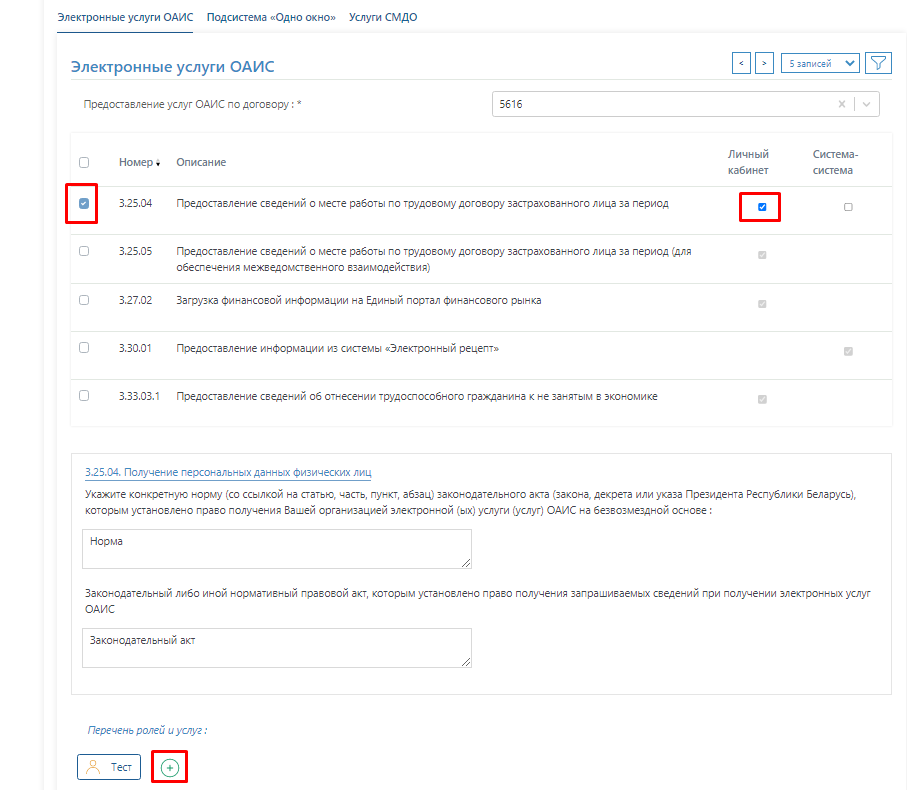 Электронные услуги ОАИС Подсистема «Одно окно» Услуги СМДО
Электронные услуги ОАИС
< > 5 записей
Предоставление услуг ОАИС по договору : *
5616
Номер Описание Личный кабинет Система-система
3.25.04 Предоставление сведений о месте работы по трудовому договору застрахованного лица за период
3.25.05 Предоставление сведений о месте работы по трудовому договору застрахованного лица за период (для
обеспечения межведомственного взаимодействия)
3.27.02 Загрузка финансовой информации на Единый портал финансового рынка
3.30.01 Предоставление информации из системы «Электронный рецепт»
3.33.03.1 Предоставление сведений об отнесении трудоспособного гражданина к не занятым в экономике
3.25.04. Получение персональных данных физических лиц
Укажите конкретную норму (со ссылкой на статью, часть, пункт, абзац) законодательного акта (закона, декрета или указа Президента Республики Беларусь),
которым установлено право получения Вашей организацией электронной (ых) услуги (услуг) ОАИС на безвозмездной основе :
Норма
Законодательный либо иной нормативный правовой акт, которым установлено право получения запрашиваемых сведений при получении электронных услуг
ОАИС
Законодательный акт
Перечень ролей и услуг :
Тест